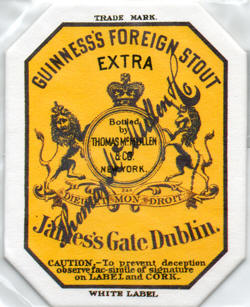 TRADE MARK.
GUINNESS'S FOREIGN STOUT
EXTRA
Bottled
by
THOMAS McMULLEN
& CO.
NEW YORK.
DIEU ET MON DROIT
James's Gate Dublin.
CAUTION,-To prevent deception
observe fac-simile of signature
on LABEL and CORK.
WHITE LABEL